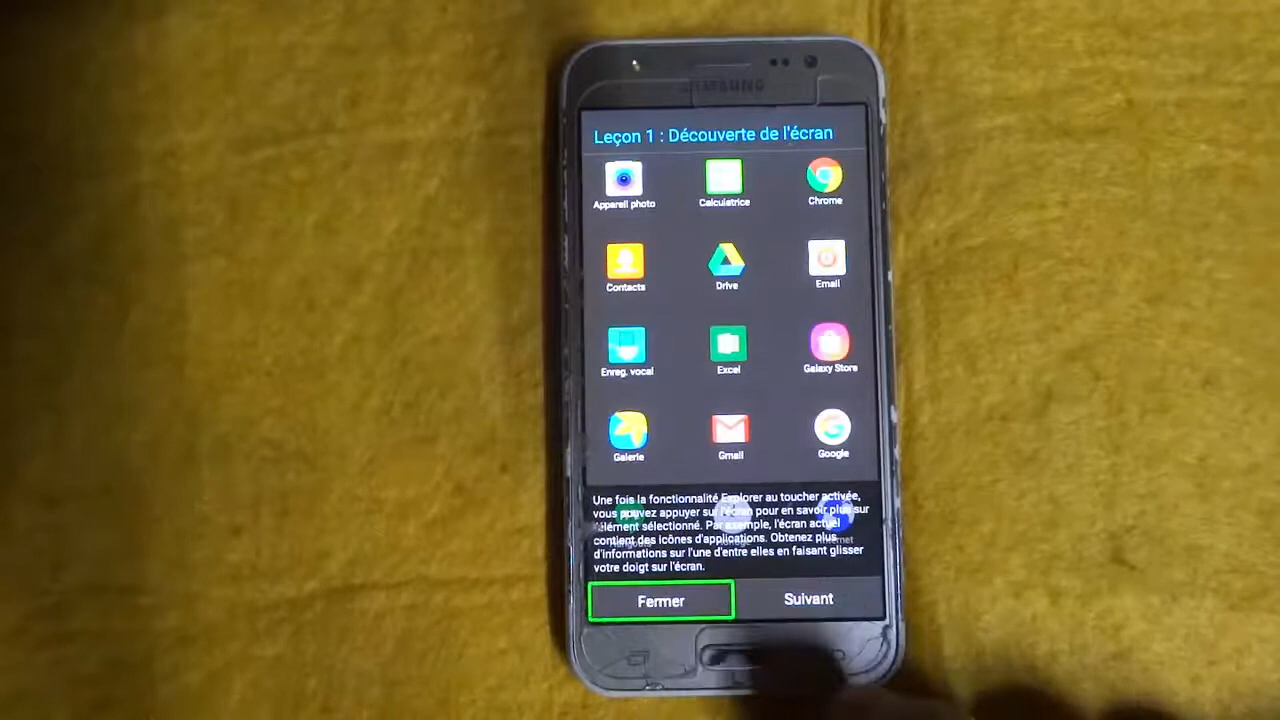 SAMSUNG
Leçon 1 : Découverte de l'écran
Appareil photo
Calculatrice
Chrome
Contacts
Drive
Email
Enreg. vocal
Excel
Galaxy Store
Galerie
Gmail
Google
Une fois la fonctionnalité Explorer au toucher activée,
vous pouvez appuyer sur l'écran pour en savoir plus sur
l'élément sélectionné. Par exemple, l'écran actuel
contient des icônes d'applications. Obtenez plus
d'informations sur l'une d'entre elles en faisant glisser
votre doigt sur l'écran.
Fermer
Suivant